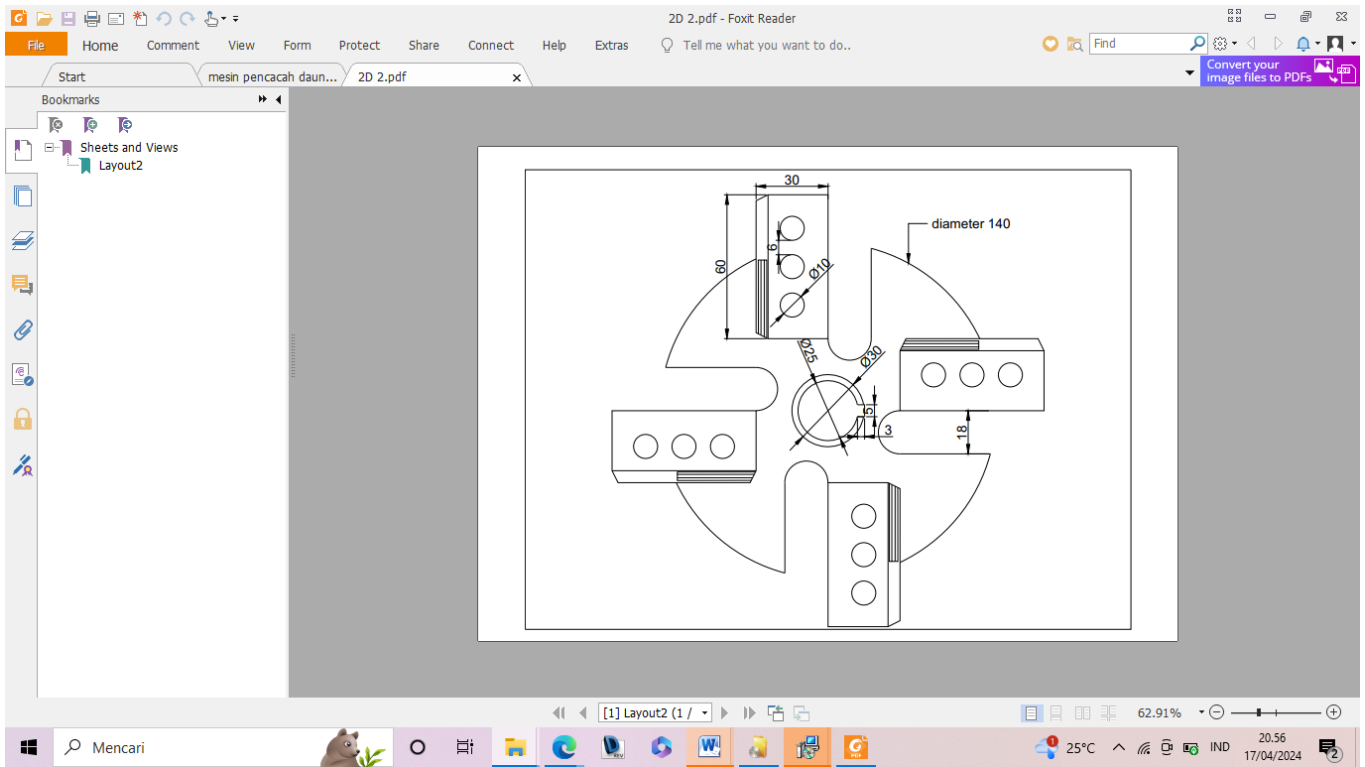 2D 2.pdf - Foxit Reader
File Home Comment View Form Protect Share Connect Help Extras Tell me what you want to do.. Find
Start mesin pencacah daun... 2D 2.pdf x
Convert your
image files to PDFs
Bookmarks
Sheets and Views
Layout2
30
diameter 140
6
60
Ø10
Ø25
Ø30
5
3
18
[1] Layout2 (1 / 62.91%
Mencari
25°C IND
20.56
17/04/2024
2